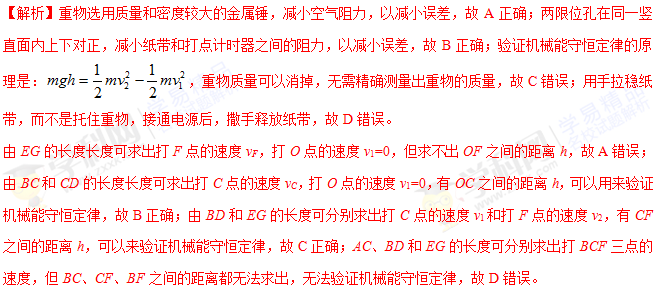 【解析】重物选用质量和密度较大的金属锤，减小空气阻力，以减小误差，故 A 正确；两限位孔在同一竖
直面内上下对正，减小纸带和打点计时器之间的阻力，以减小误差，故 B 正确；验证机械能守恒定律的原
理是：mgh = \frac{1}{2}mv_2^2 - \frac{1}{2}mv_1^2，重物质量可以消掉，无需精确测量出重物的质量，故 C 错误；用手拉稳纸
带，而不是托住重物，接通电源后，撒手释放纸带，故 D 错误。
由 EG 的长度长度可求出打 F 点的速度 v_F，打 O 点的速度 v_1=0，但求不出 OF 之间的距离 h，故 A 错误；
由 BC 和 CD 的长度长度可求出打 C 点的速度 v_C，打 O 点的速度 v_1=0，有 OC 之间的距离 h，可以用来验证
机械能守恒定律，故 B 正确；由 BD 和 EG 的长度可分别求出打 C 点的速度 v_1和打 F 点的速度 v_2，有 CF
之间的距离 h，可以来验证机械能守恒定律，故 C 正确；AC、BD 和 EG 的长度可分别求出打 BCF 三点的
速度，但 BC、CF、BF 之间的距离都无法求出，无法验证机械能守恒定律，故 D 错误。